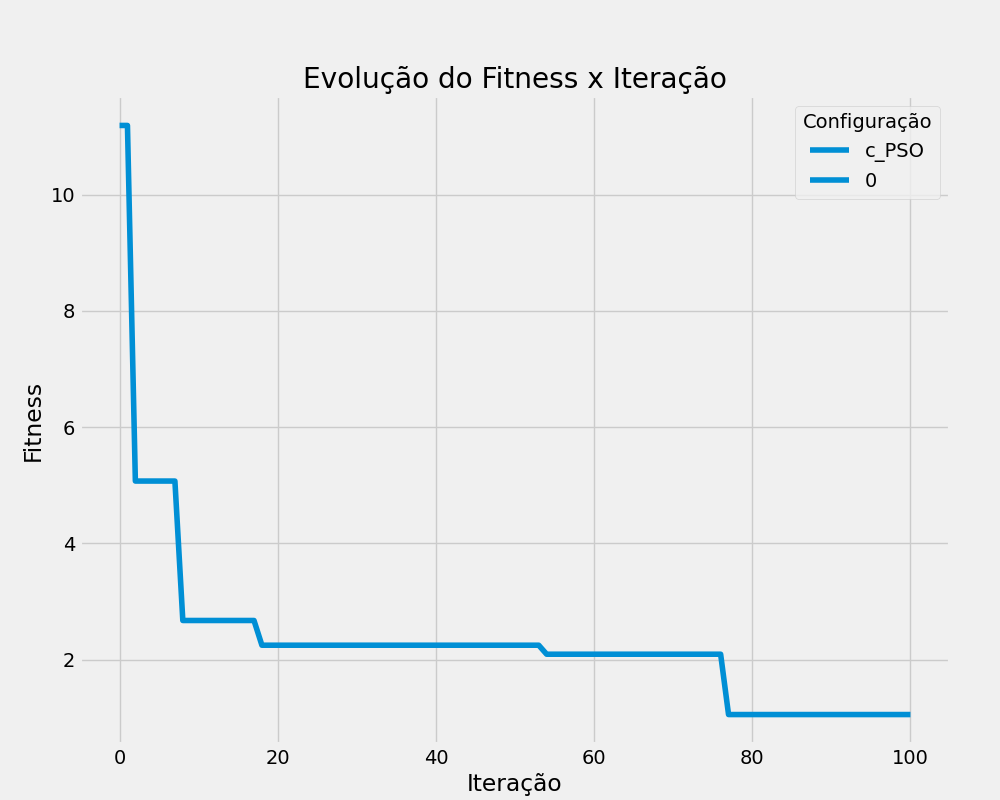 Evolução do Fitness x Iteração
Configuração
c_PSO
0
Fitness
10
8
6
4
2
0 20 40 60 80 100
Iteração